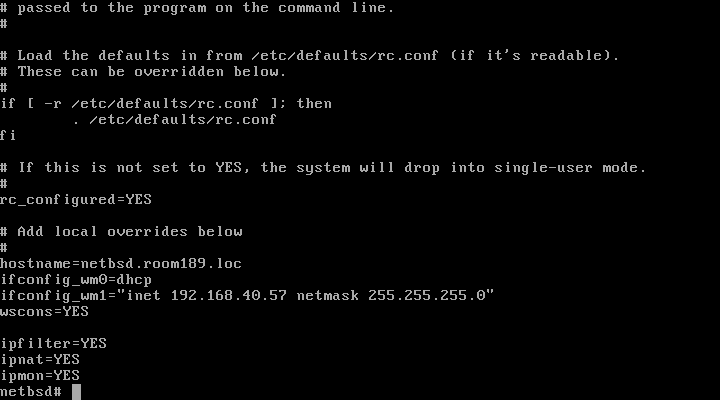 # passed to the program on the command line.
#

# Load the defaults in from /etc/defaults/rc.conf (if it's readable).
# These can be overridden below.
#
if [ -r /etc/defaults/rc.conf ]; then
        . /etc/defaults/rc.conf
fi

# If this is not set to YES, the system will drop into single-user mode.
#
rc_configured=YES

# Add local overrides below
#
hostname=netbsd.room189.loc
ifconfig_wm0=dhcp
ifconfig_wm1="inet 192.168.40.57 netmask 255.255.255.0"
wscons=YES

ipfilter=YES
ipnat=YES
ipmon=YES
netbsd#